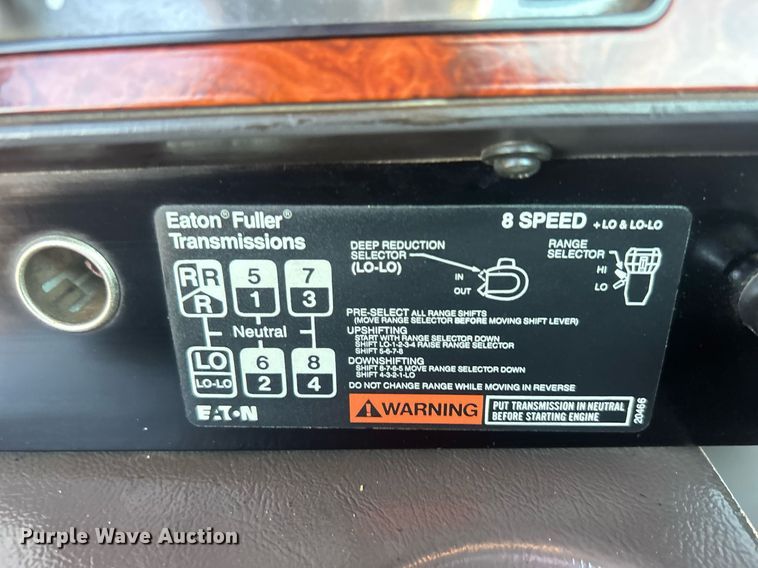 Eaton® Fuller®
Transmissions
8 SPEED + LO & LO-LO
R R
R
5
1
7
3
Neutral
LO
LO-LO
6
2
8
4
EATON
DEEP REDUCTION
SELECTOR
(LO-LO)
IN
OUT
RANGE
SELECTOR
HI
LO
PRE-SELECT ALL RANGE SHIFTS
(MOVE RANGE SELECTOR BEFORE MOVING SHIFT LEVER)
UPSHIFTING
START WITH RANGE SELECTOR DOWN
SHIFT LO-1-2-3-4 RAISE RANGE SELECTOR
SHIFT 5-6-7-8
DOWNSHIFTING
SHIFT 8-7-6-5 MOVE RANGE SELECTOR DOWN
SHIFT 4-3-2-1-LO
DO NOT CHANGE RANGE WHILE MOVING IN REVERSE
WARNING
PUT TRANSMISSION IN NEUTRAL
BEFORE STARTING ENGINE
20466
Purple Wave Auction